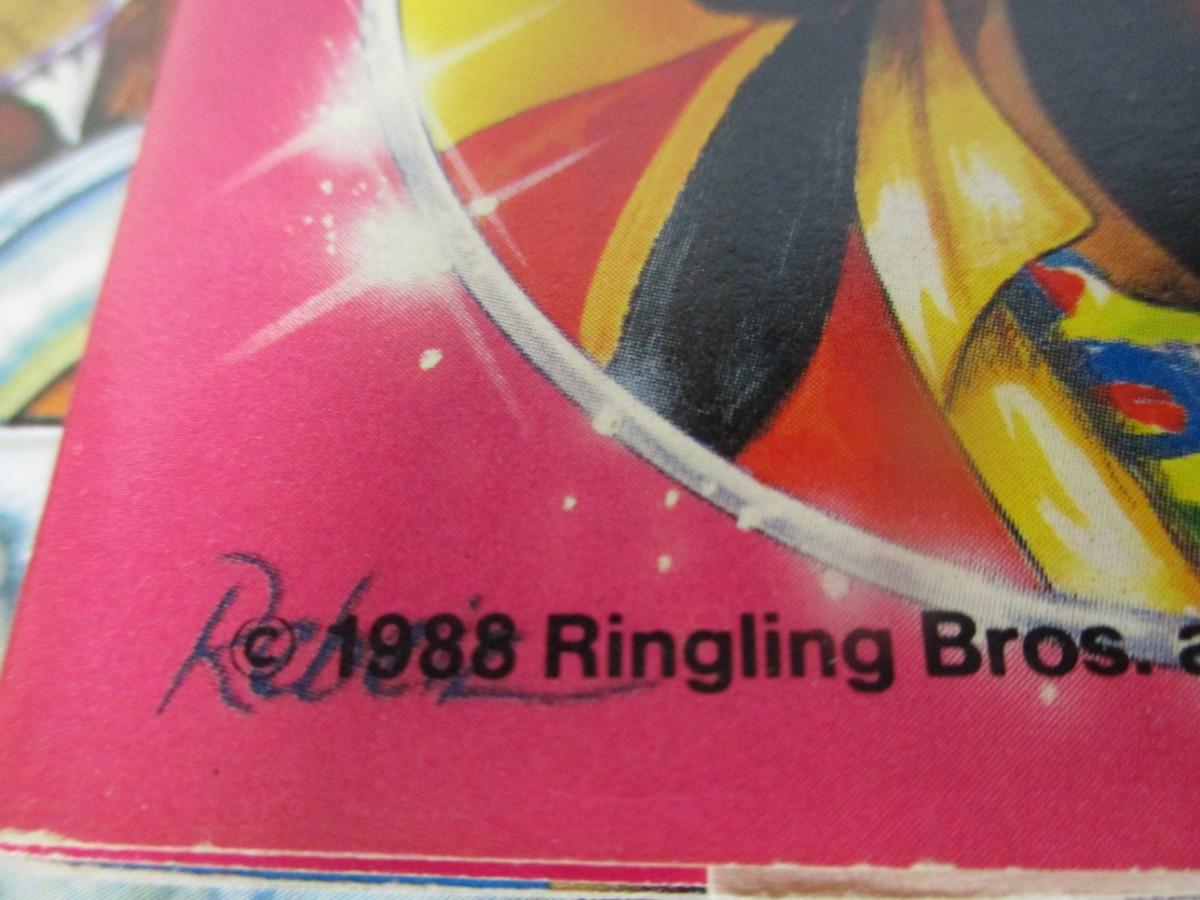 © 1988 Ringling Bros. a